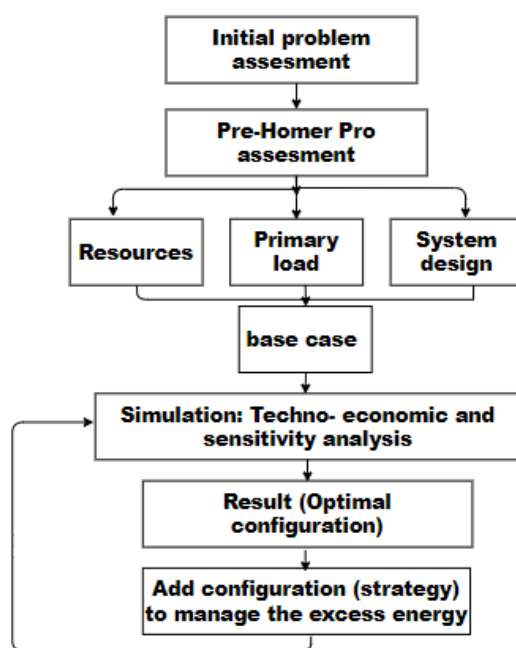 Initial problem
assesment
Pre-Homer Pro
assesment
Resources
Primary
load
System
design
base case
Simulation: Techno- economic and
sensitivity analysis
Result (Optimal
configuration)
Add configuration (strategy)
to manage the excess energy